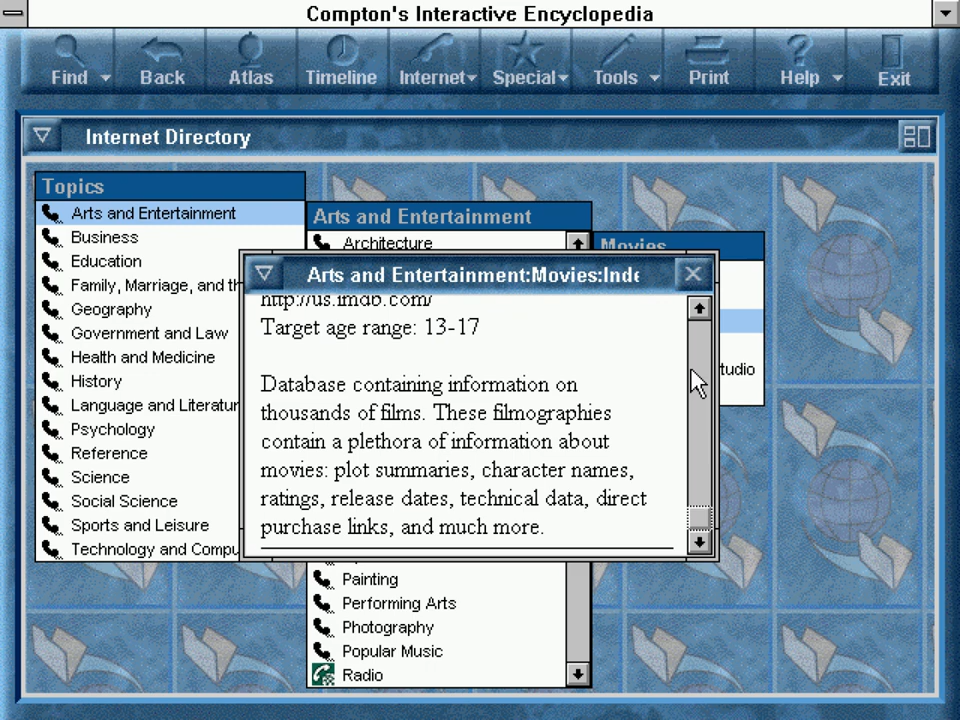 Compton's Interactive Encyclopedia
Find Back Atlas Timeline Internet Special Tools Print Help Exit
Internet Directory
Topics
Arts and Entertainment
Business
Education
Family, Marriage, and th
Geography
Government and Law
Health and Medicine
History
Language and Literatur
Psychology
Reference
Science
Social Science
Sports and Leisure
Technology and Compu
Arts and Entertainment
Architecture
Movies
tudio
Arts and Entertainment:Movies:Inde
http://us.imdb.com/
Target age range: 13-17
Database containing information on
thousands of films. These filmographies
contain a plethora of information about
movies: plot summaries, character names,
ratings, release dates, technical data, direct
purchase links, and much more.
Painting
Performing Arts
Photography
Popular Music
Radio